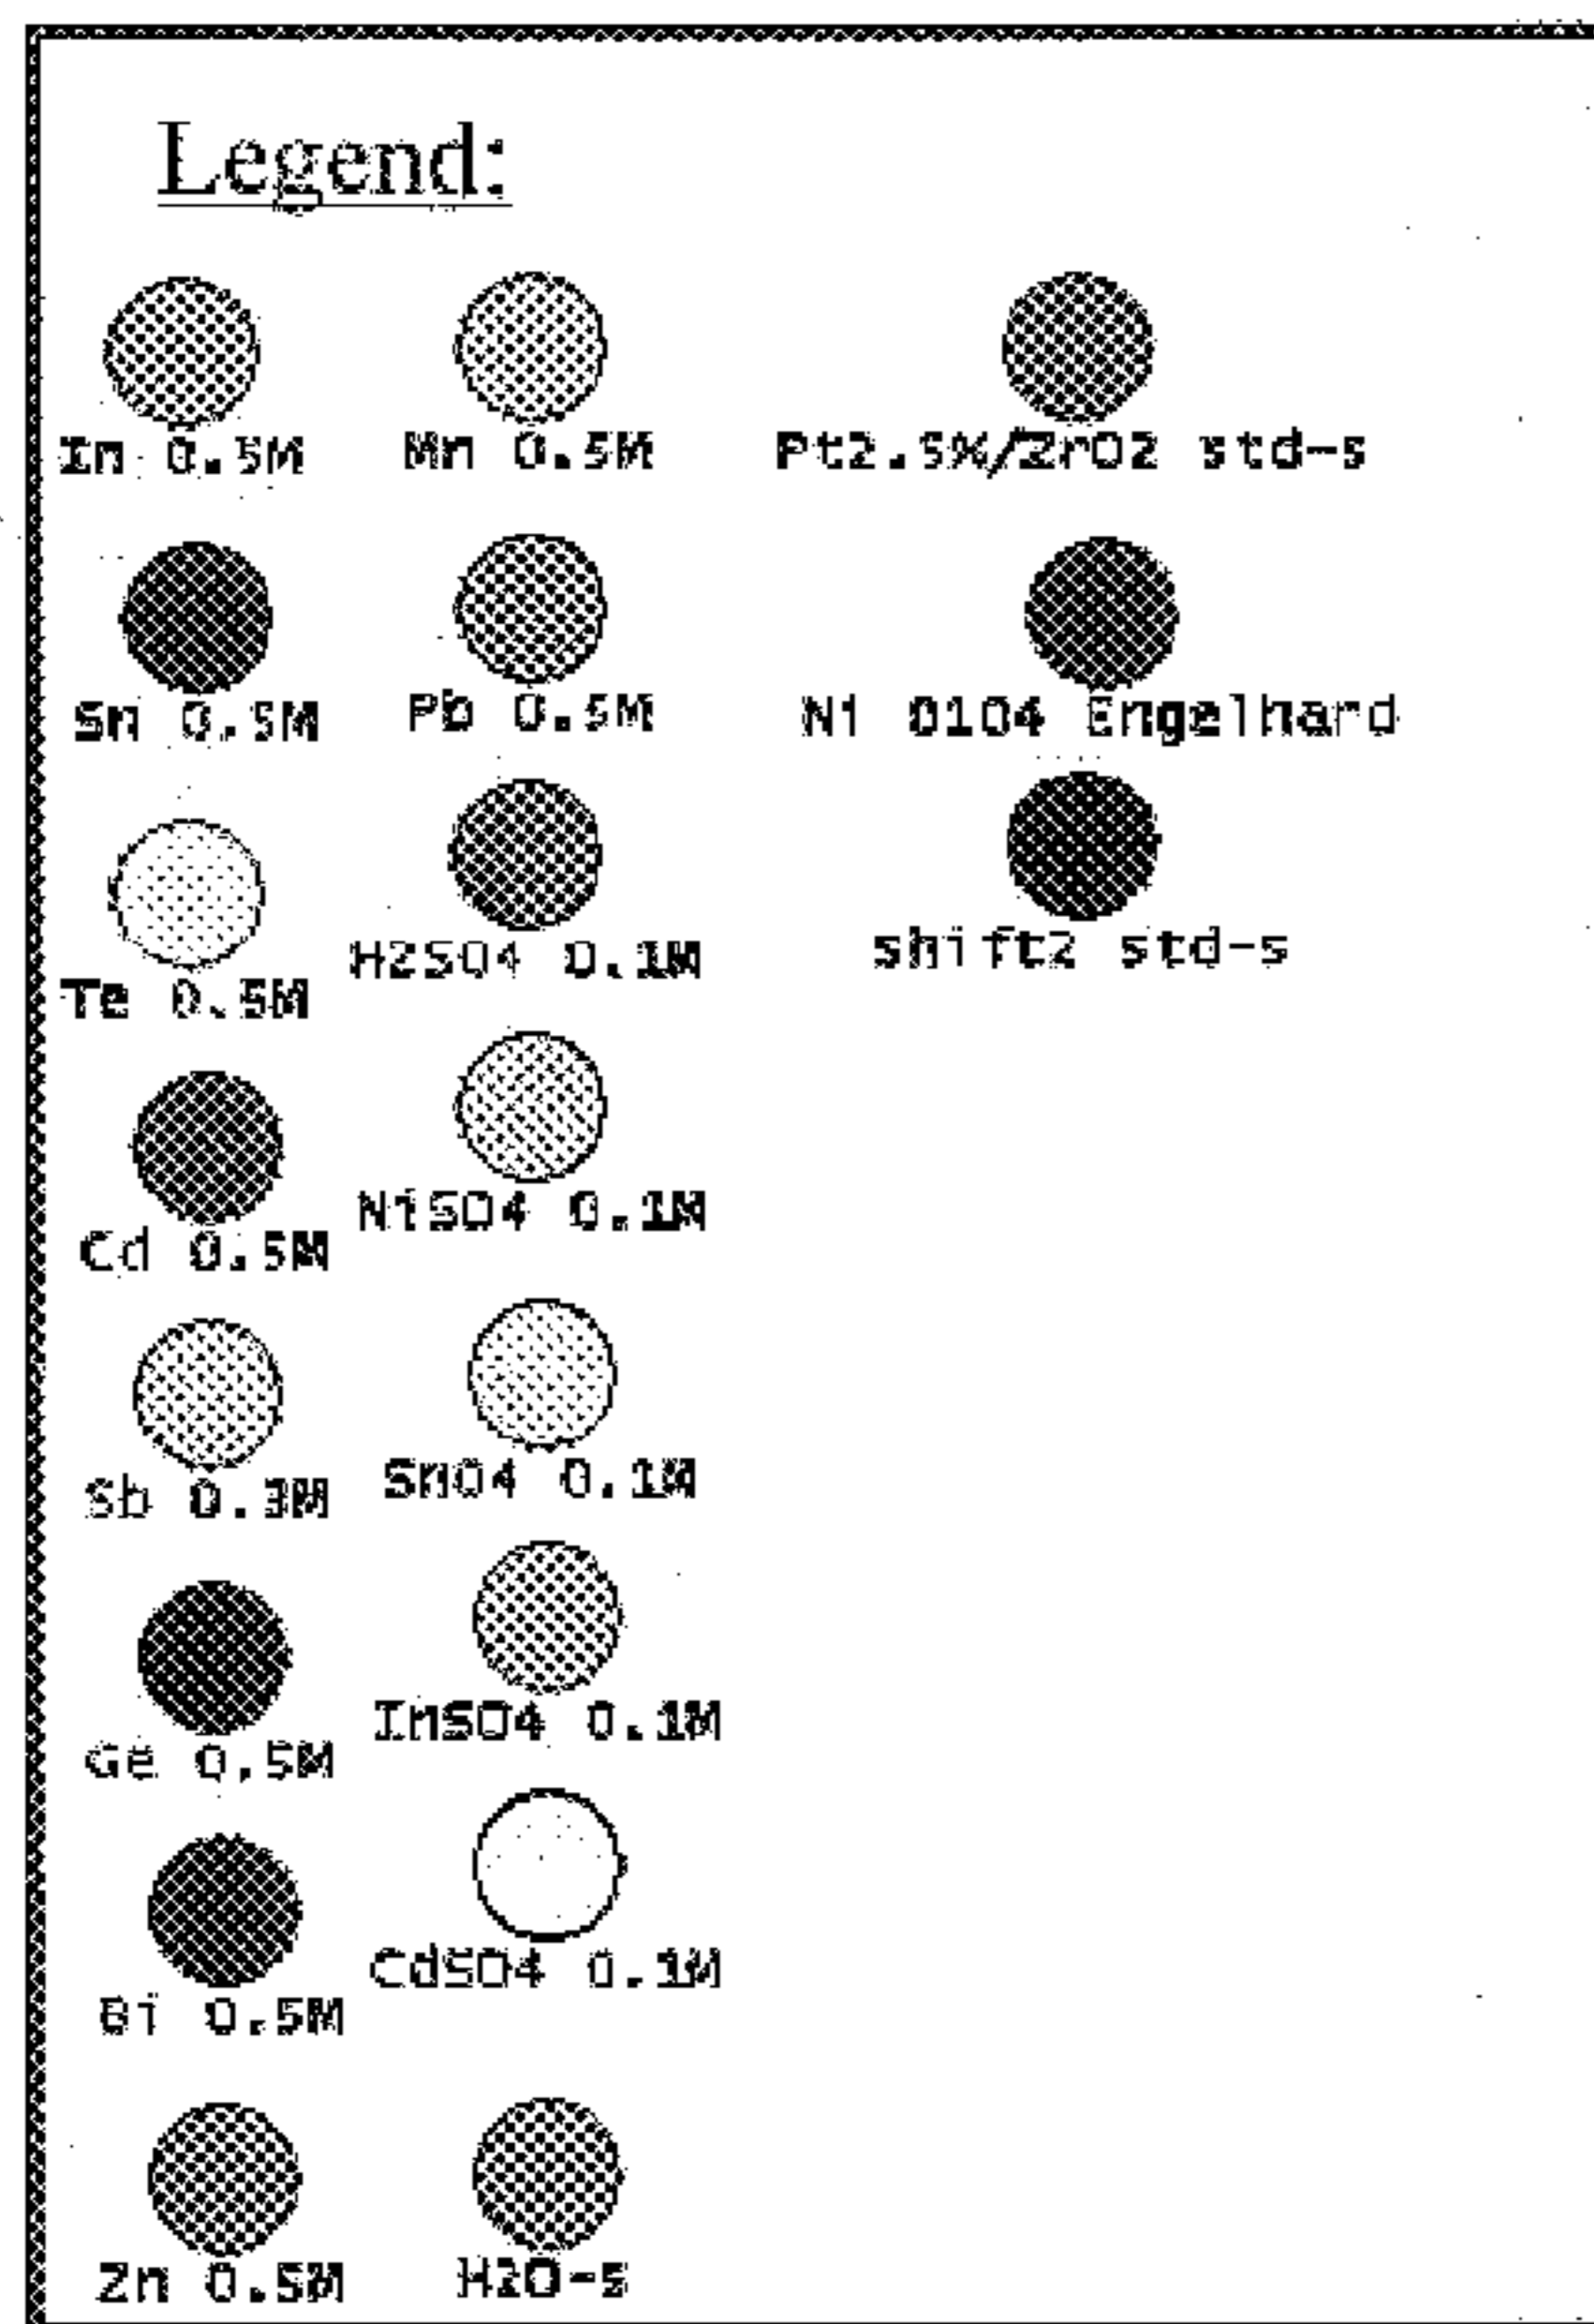 Legend:
In 0.5M
Mn 0.5M
Pt2.5%/ZrO2 std-s
Sn 0.5M
Pb 0.5M
Ni 0104 Engelhard
Te 0.5M
H2SO4 0.1M
shift2 std-s
Cd 0.5M
NiSO4 0.1M
Sb 0.3M
SnO4 0.1M
Ge 0.5M
InSO4 0.1M
Bi 0.5M
CdSO4 0.1M
Zn 0.5M
H2O-s